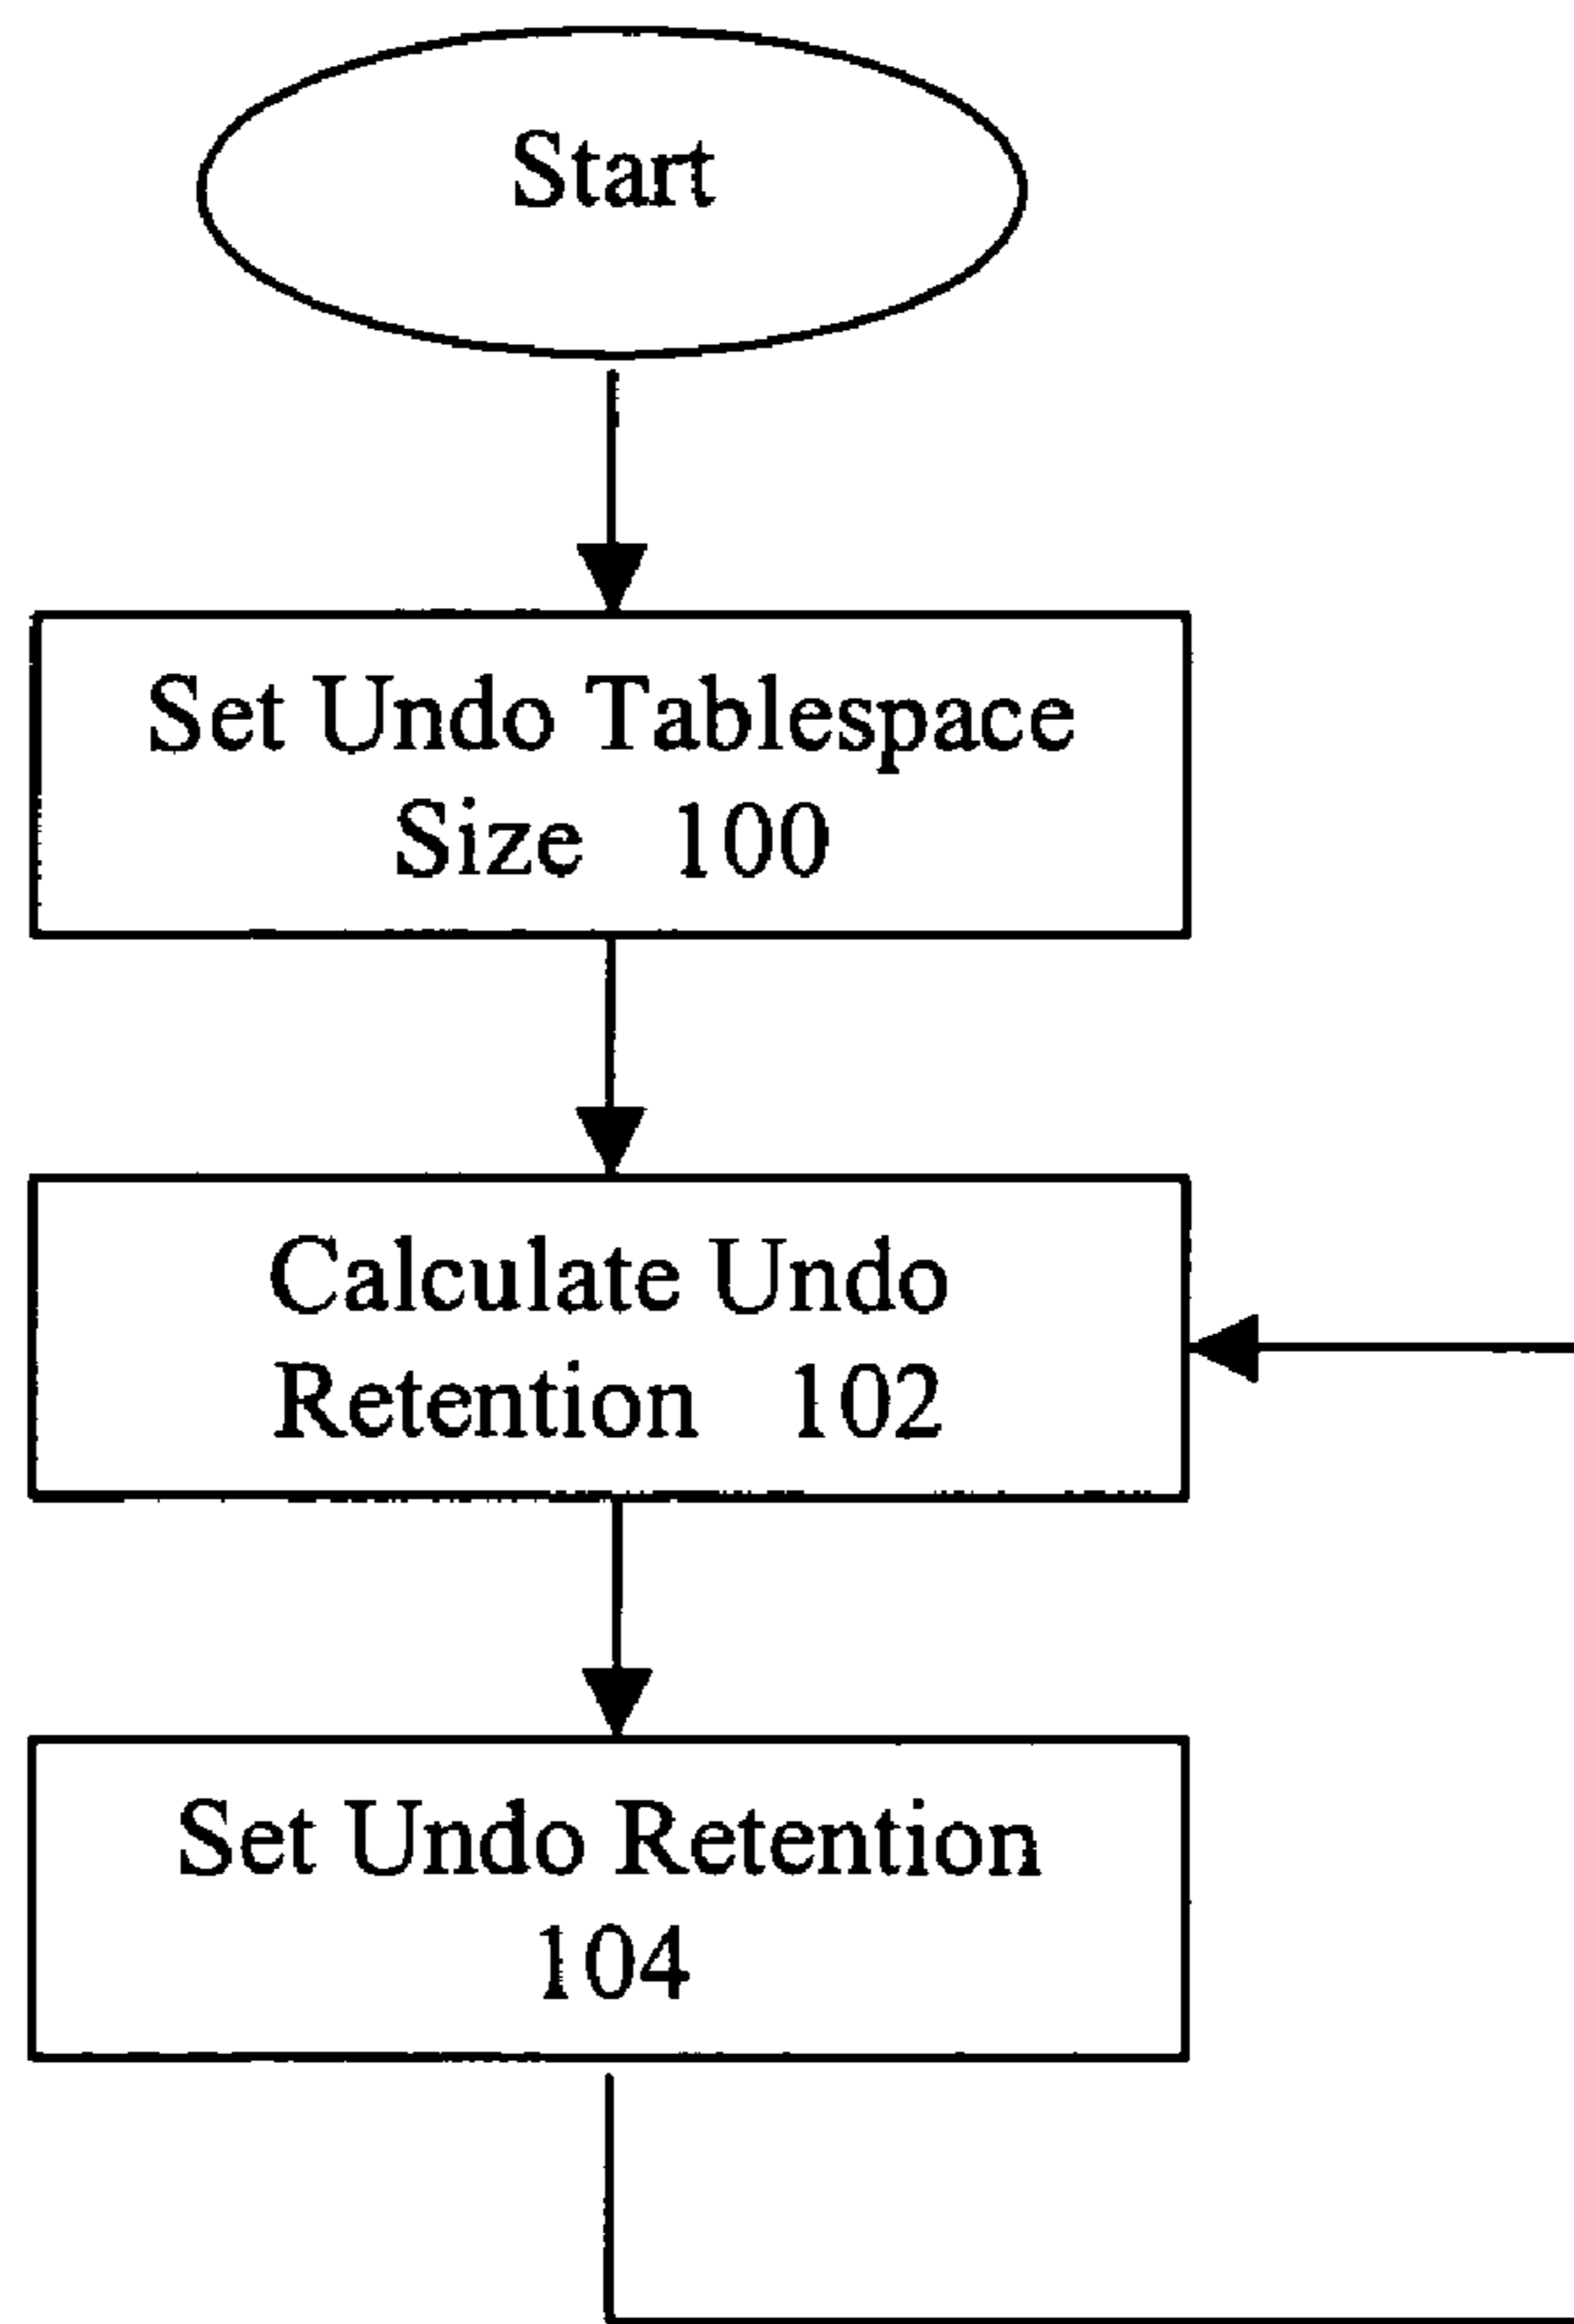 Start
Set Undo Tablespace
Size 100
Calculate Undo
Retention 102
Set Undo Retention
104